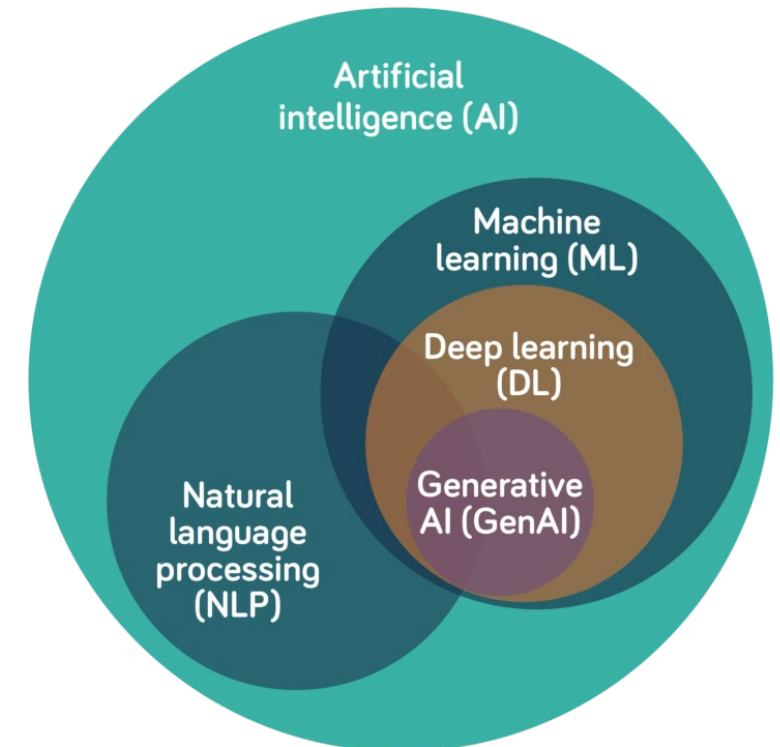 Artificial
intelligence (AI)
Machine
learning (ML)
Deep learning
(DL)
Generative
AI (GenAI)
Natural
language
processing
(NLP)